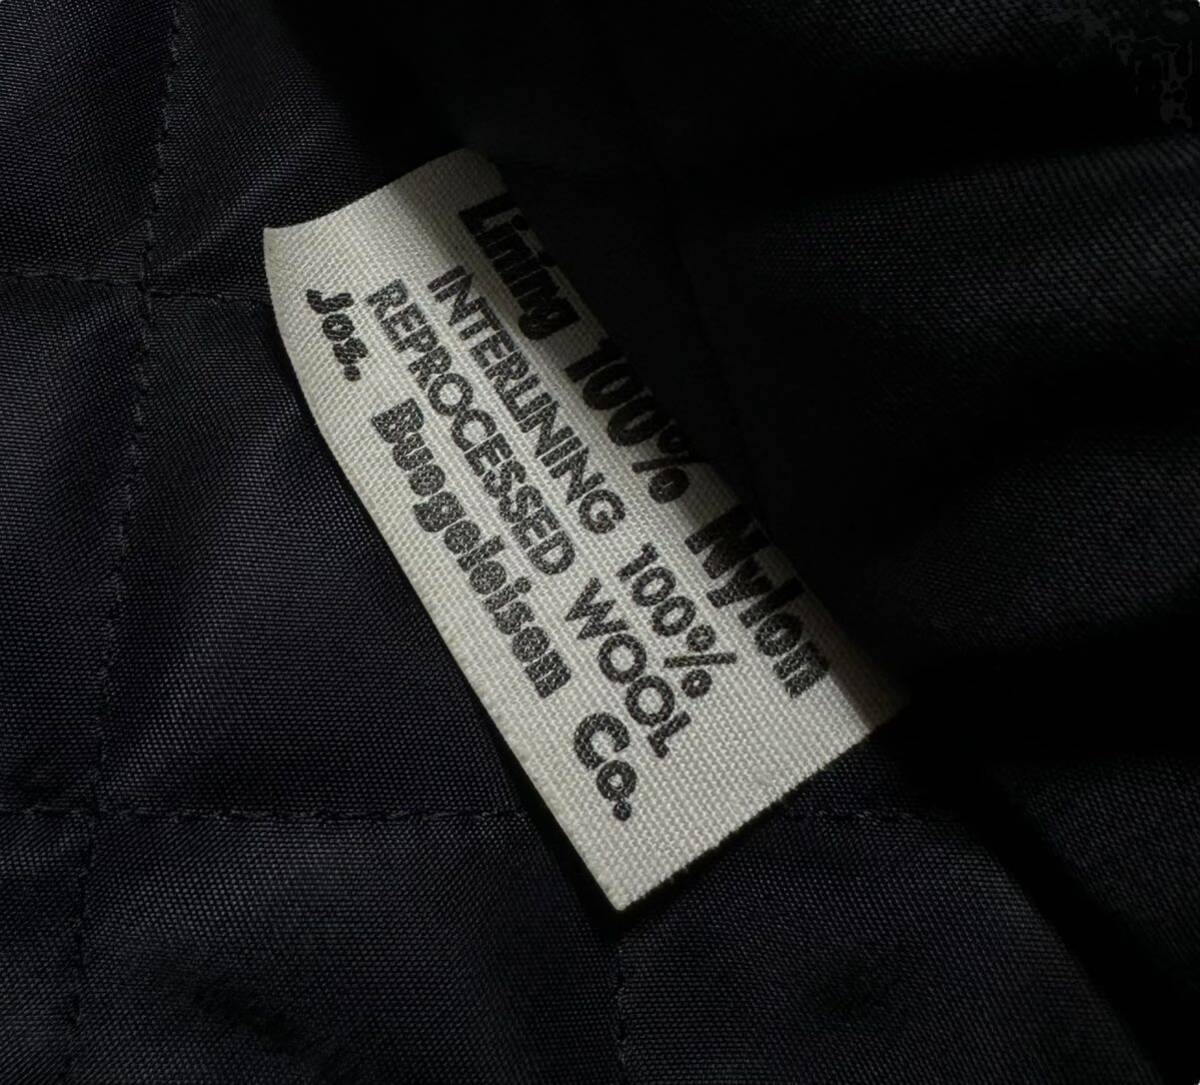 Lining 100% Nylon
INTERLINING 100%
REPROCESSED WOOL
Jos. Buegeleisen Co.